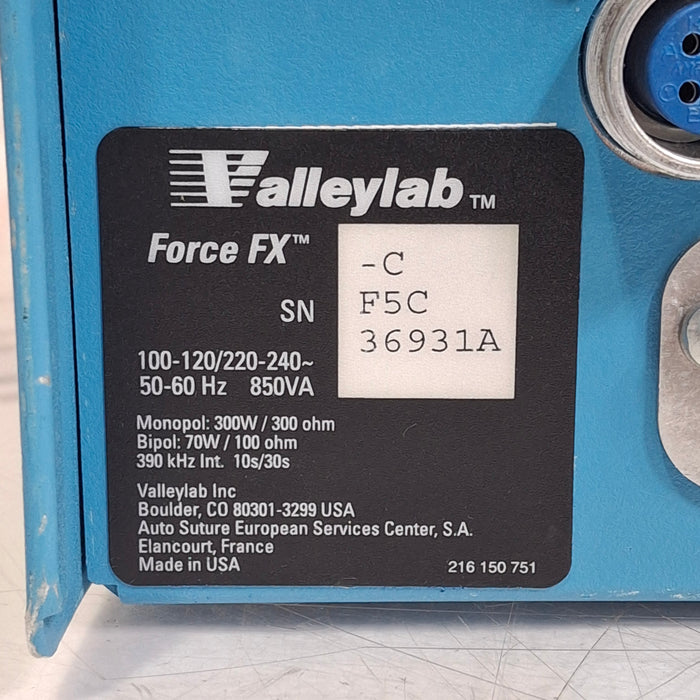 Valleylab™
Force FX™
-C
SN
F5C
36931A
100-120/220-240~
50-60 Hz 850VA
Monopol: 300W / 300 ohm
Bipol: 70W / 100 ohm
390 kHz Int. 10s/30s
Valleylab Inc
Boulder, CO 80301-3299 USA
Auto Suture European Services Center, S.A.
Elancourt, France
Made in USA
216 150 751